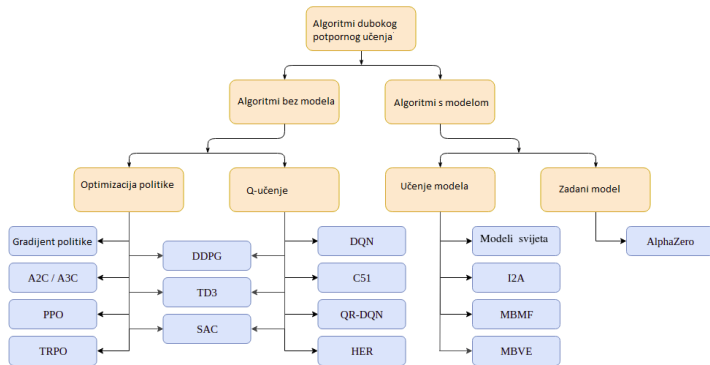 Algoritmi dubokog
potpornog učenja
Algoritmi bez modela
Algoritmi s modelom
Optimizacija politike
Q-učenje
Učenje modela
Zadani model
Gradijent politike
A2C / A3C
PPO
TRPO
DDPG
TD3
SAC
DQN
C51
QR-DQN
HER
Modeli svijeta
I2A
MBMF
MBVE
AlphaZero